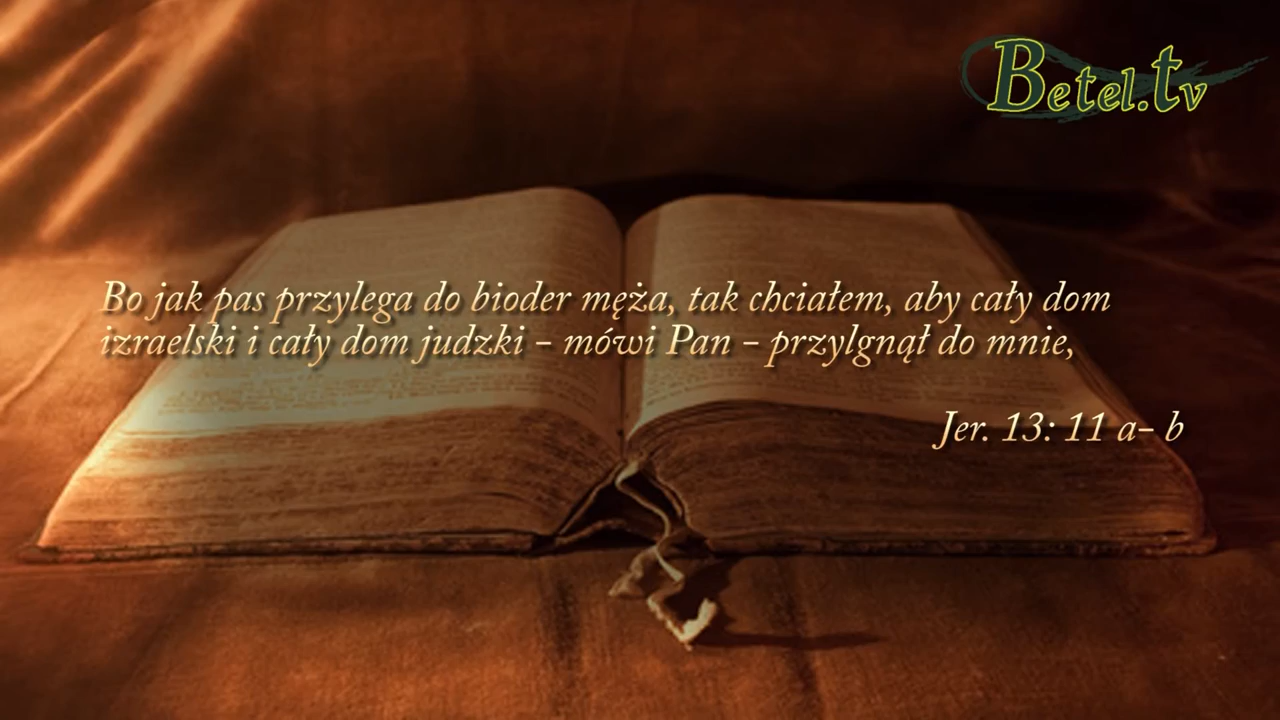 Betel.tv
Bo jak pas przylega do bioder męża, tak chciałem, aby cały dom
izraelski i cały dom judzki - mówi Pan - przylgnął do mnie,
Jer. 13: 11 a- b